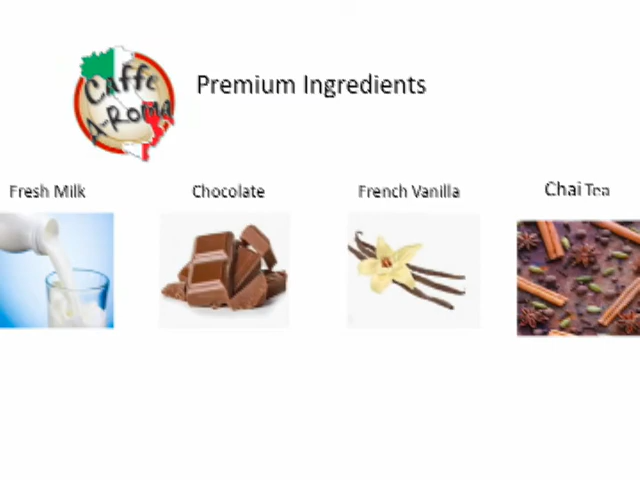 Caffe
A-Roma
Premium Ingredients
Fresh Milk
Chocolate
French Vanilla
Chai Tea